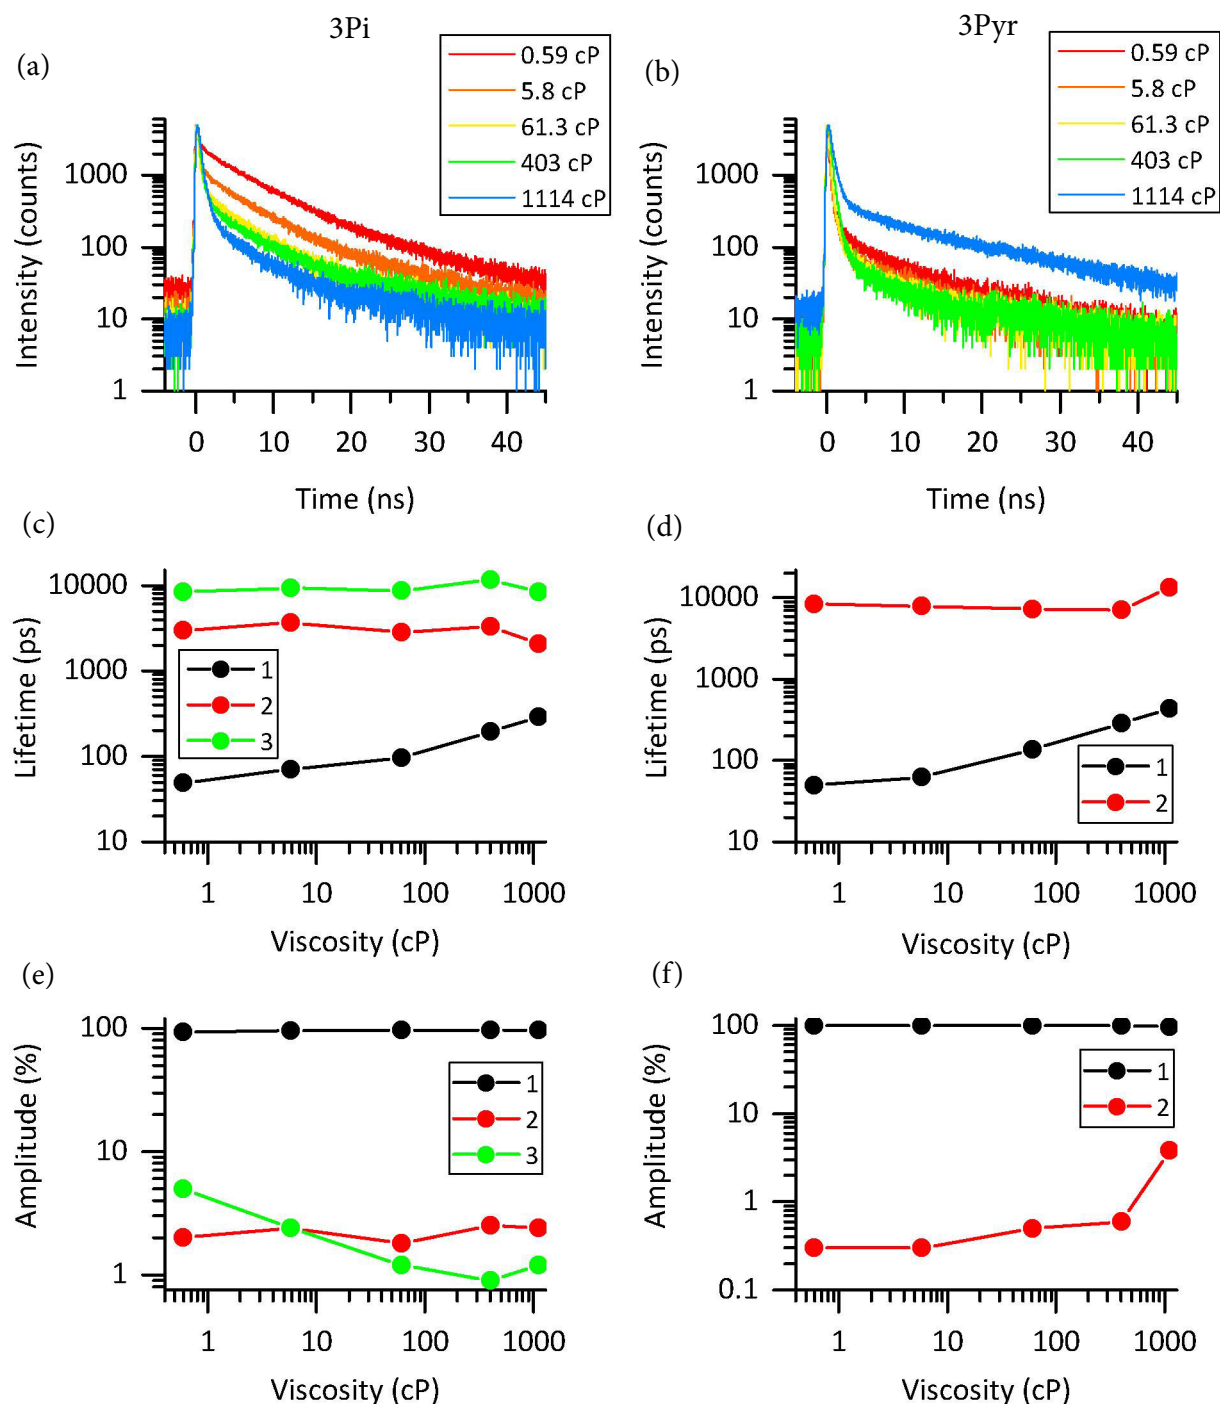 3Pi
3Pyr
(a)
0.59 cP
5.8 cP
61.3 cP
403 cP
1114 cP
1000
100
10
1
Intensity (counts)
0 10 20 30 40
Time (ns)
(b)
0.59 cP
5.8 cP
61.3 cP
403 cP
1114 cP
1000
100
10
1
Intensity (counts)
0 10 20 30 40
Time (ns)
(c)
10000
1000
100
10
Lifetime (ps)
1
2
3
1 10 100 1000
Viscosity (cP)
(d)
10000
1000
100
10
Lifetime (ps)
1
2
1 10 100 1000
Viscosity (cP)
(e)
100
10
1
Amplitude (%)
1
2
3
1 10 100 1000
Viscosity (cP)
(f)
100
10
1
0.1
Amplitude (%)
1
2
1 10 100 1000
Viscosity (cP)